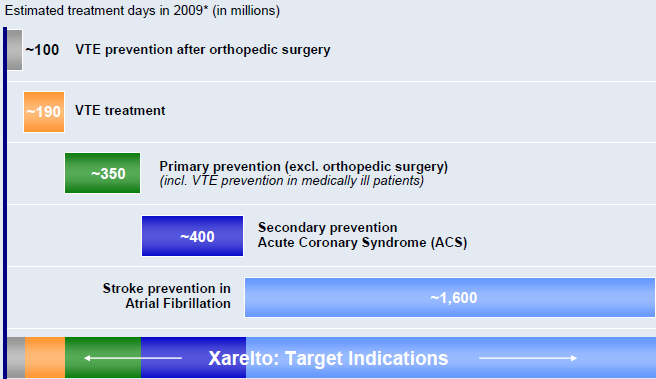 Estimated treatment days in 2009* (in millions)
~100 VTE prevention after orthopedic surgery
~190 VTE treatment
~350 Primary prevention (excl. orthopedic surgery)
(incl. VTE prevention in medically ill patients)
~400 Secondary prevention
Acute Coronary Syndrome (ACS)
Stroke prevention in
Atrial Fibrillation
~1,600
Xarelto: Target Indications